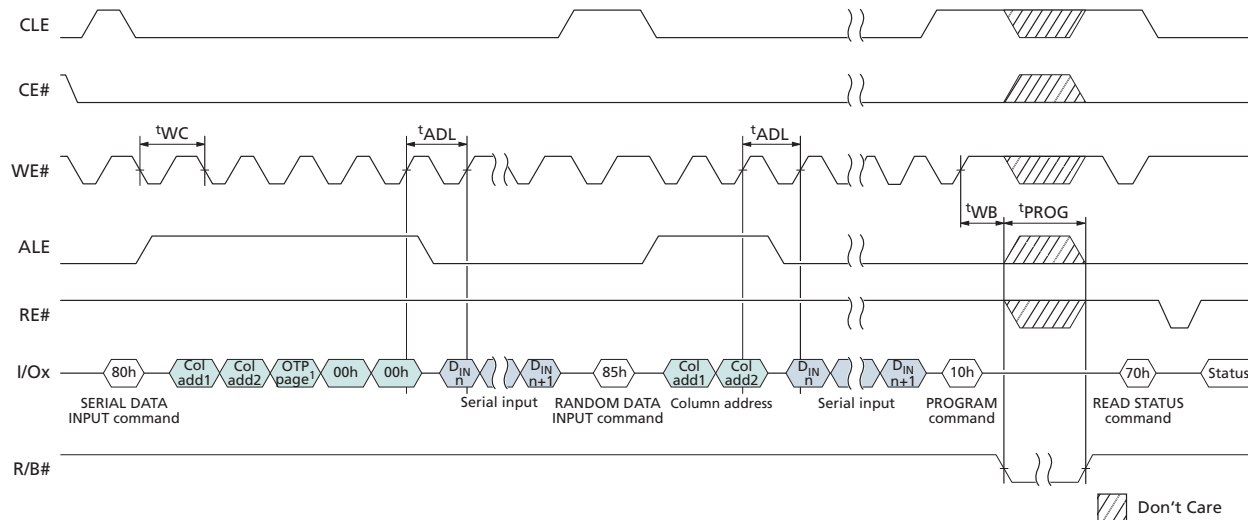 CLE
CE#
tWC
tADL
tADL
WE#
tWB
tPROG
ALE
RE#
I/Ox
80h
Col add1
Col add2
OTP page1
00h
00h
DIN n
DIN n+1
85h
Col add1
Col add2
DIN n
DIN n+1
10h
70h
Status
SERIAL DATA
INPUT command
Serial input
RANDOM DATA
INPUT command
Column address
Serial input
PROGRAM
command
READ STATUS
command
R/B#
Don't Care